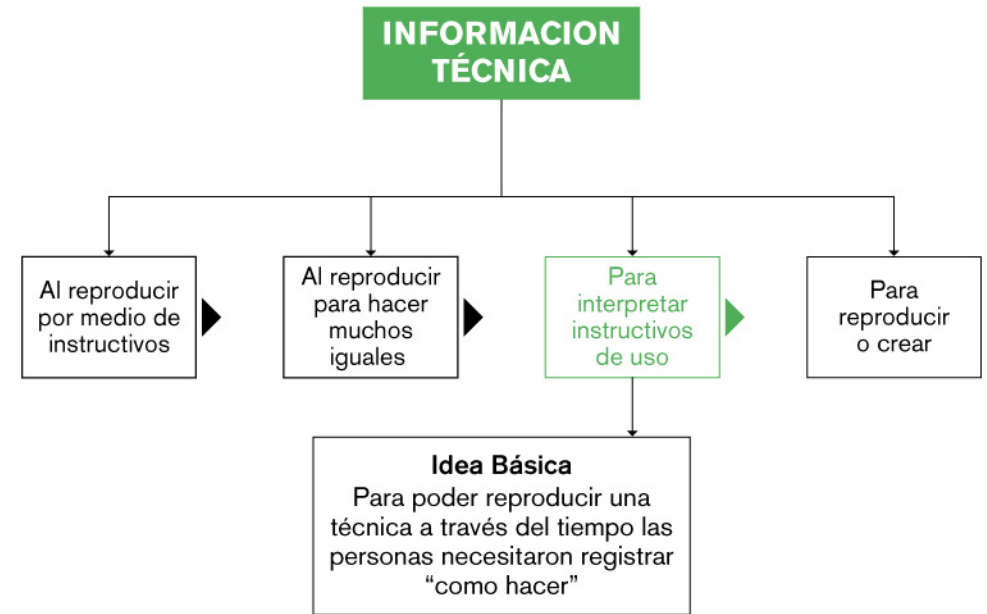 INFORMACION
TÉCNICA
Al reproducir
por medio de
instructivos
Al reproducir
para hacer
muchos
iguales
Para
interpretar
instructivos
de uso
Para
reproducir
o crear
Idea Básica
Para poder reproducir una
técnica a través del tiempo las
personas necesitaron registrar
“como hacer”